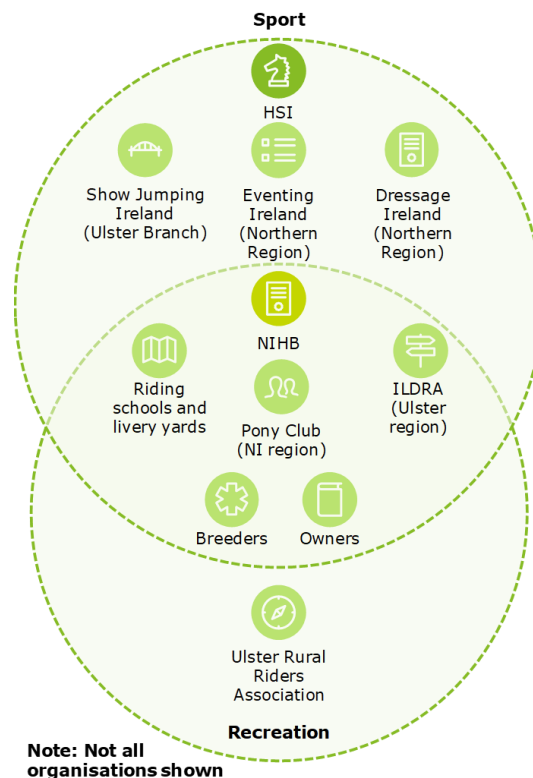 Sport
HSI
Show Jumping
Ireland
(Ulster Branch)
Eventing
Ireland
(Northern
Region)
Dressage
Ireland
(Northern
Region)
NIHB
Riding
schools and
livery yards
Pony Club
(NI region)
ILDRA
(Ulster
region)
Breeders
Owners
Ulster Rural
Riders
Association
Recreation
Note: Not all
organisations shown